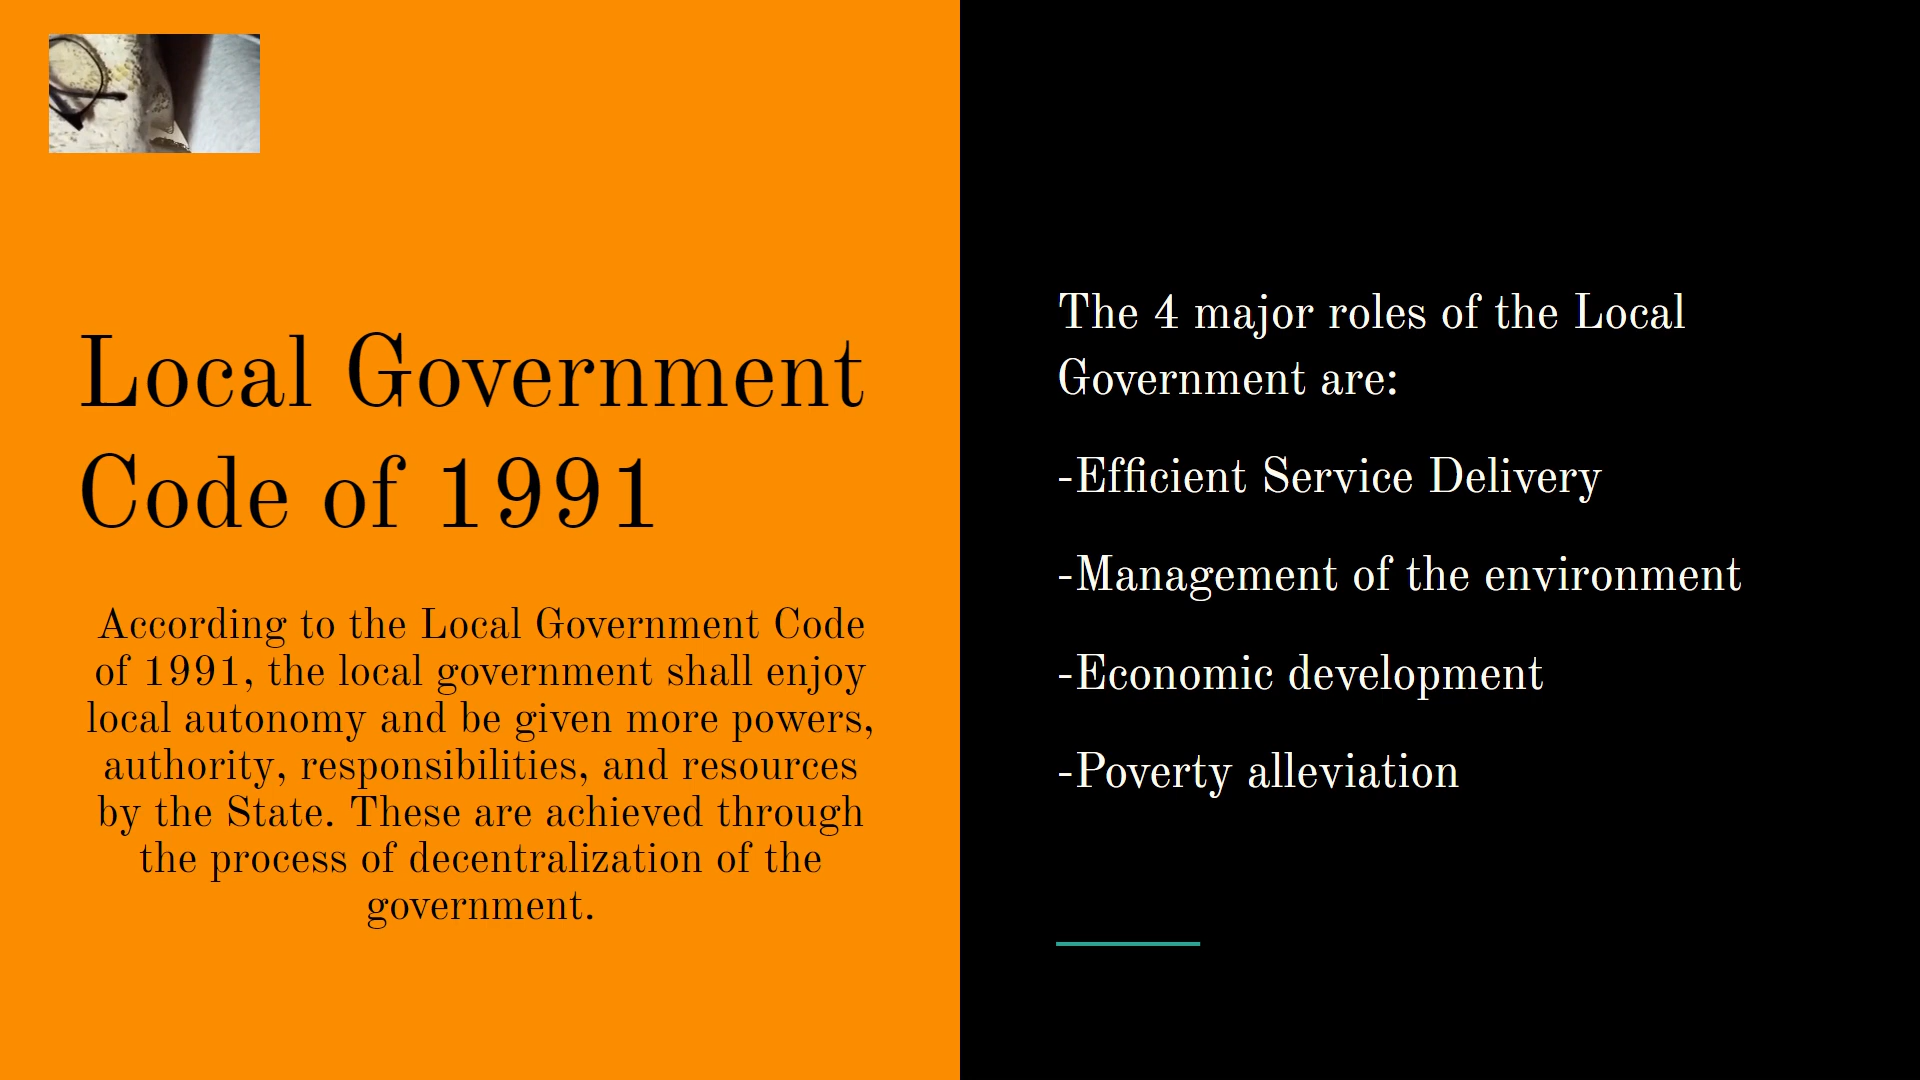 Local Government
Code of 1991
According to the Local Government Code
of 1991, the local government shall enjoy
local autonomy and be given more powers,
authority, responsibilities, and resources
by the State. These are achieved through
the process of decentralization of the
government.
The 4 major roles of the Local
Government are:
-Efficient Service Delivery
-Management of the environment
-Economic development
-Poverty alleviation